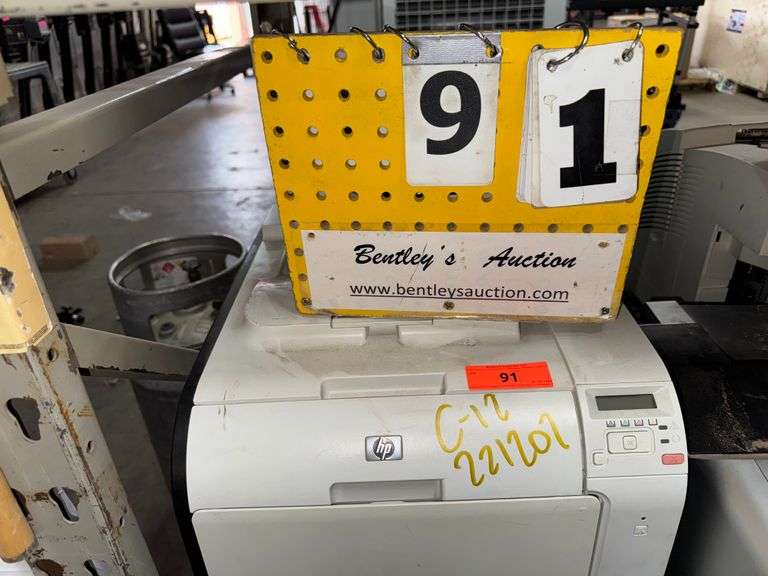 9 1
Bentley's Auction
www.bentleysauction.com
91
hp
C-12
221207